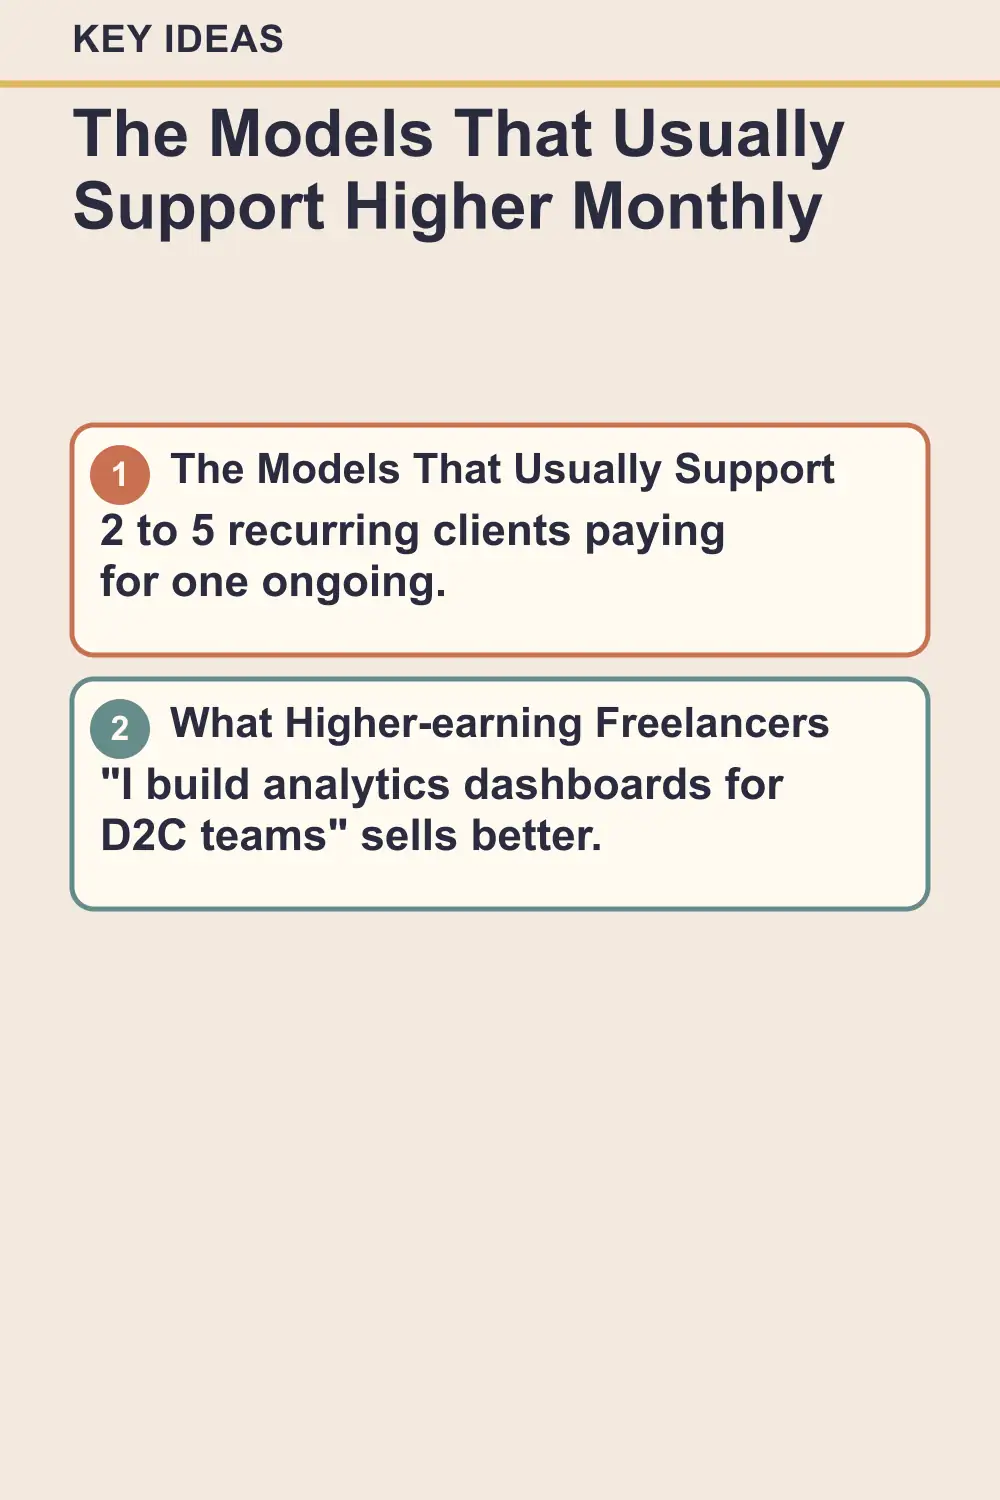 KEY IDEAS
The Models That Usually
Support Higher Monthly
1 The Models That Usually Support
2 to 5 recurring clients paying
for one ongoing.
2 What Higher-earning Freelancers
"I build analytics dashboards for
D2C teams" sells better.